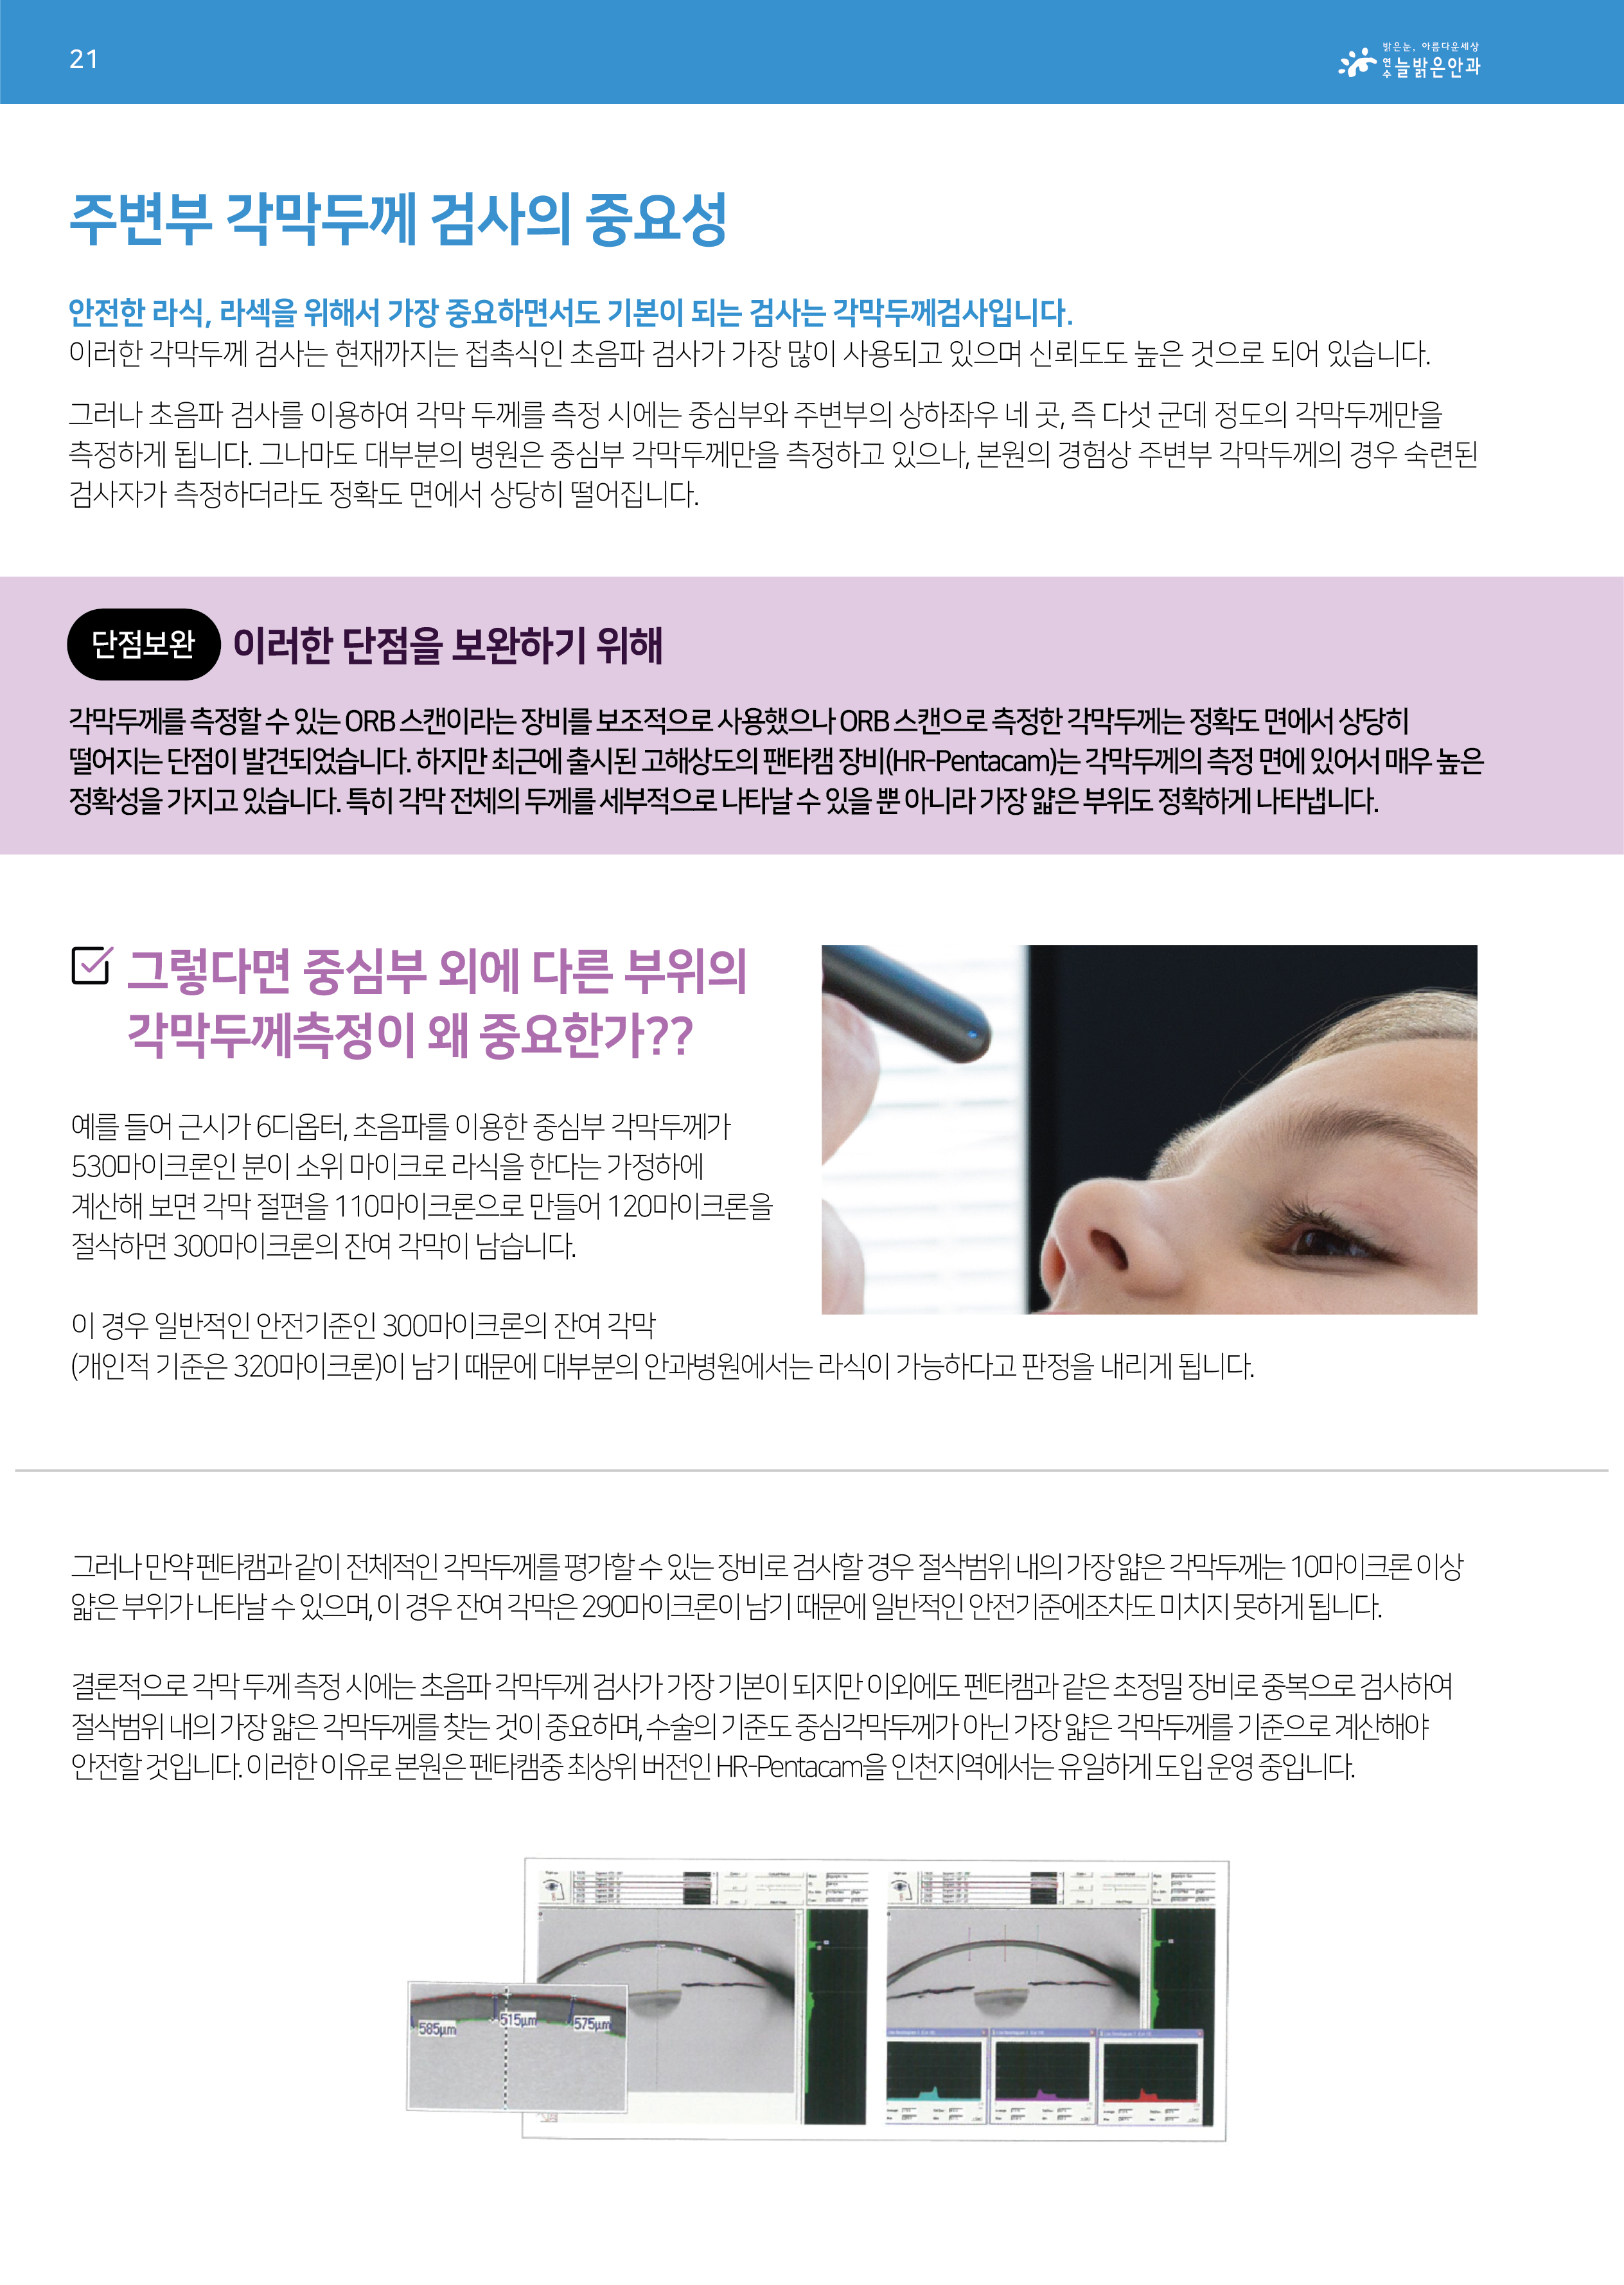 21
밝은눈, 아름다운세상
연수 늘밝은안과
주변부 각막두께 검사의 중요성
안전한 라식, 라섹을 위해서 가장 중요하면서도 기본이 되는 검사는 각막두께검사입니다.
이러한 각막두께 검사는 현재까지는 접촉식인 초음파 검사가 가장 많이 사용되고 있으며 신뢰도도 높은 것으로 되어 있습니다.
그러나 초음파 검사를 이용하여 각막 두께를 측정 시에는 중심부와 주변부의 상하좌우 네 곳, 즉 다섯 군데 정도의 각막두께만을
측정하게 됩니다. 그나마도 대부분의 병원은 중심부 각막두께만을 측정하고 있으나, 본원의 경험상 주변부 각막두께의 경우 숙련된
검사자가 측정하더라도 정확도 면에서 상당히 떨어집니다.
단점보완 이러한 단점을 보완하기 위해
각막두께를 측정할 수 있는 ORB 스캔이라는 장비를 보조적으로 사용했으나 ORB 스캔으로 측정한 각막두께는 정확도 면에서 상당히
떨어지는 단점이 발견되었습니다. 하지만 최근에 출시된 고해상도의 팬타캠 장비(HR-Pentacam)는 각막두께의 측정 면에 있어서 매우 높은
정확성을 가지고 있습니다. 특히 각막 전체의 두께를 세부적으로 나타날 수 있을 뿐 아니라 가장 얇은 부위도 정확하게 나타냅니다.
그렇다면 중심부 외에 다른 부위의
각막두께측정이 왜 중요한가??
예를 들어 근시가 6디옵터, 초음파를 이용한 중심부 각막두께가
530마이크론인 분이 소위 마이크로 라식을 한다는 가정하에
계산해 보면 각막 절편을 110마이크론으로 만들어 120마이크론을
절삭하면 300마이크론의 잔여 각막이 남습니다.
이 경우 일반적인 안전기준인 300마이크론의 잔여 각막
(개인적 기준은 320마이크론)이 남기 때문에 대부분의 안과병원에서는 라식이 가능하다고 판정을 내리게 됩니다.
그러나 만약 펜타캠과 같이 전체적인 각막두께를 평가할 수 있는 장비로 검사할 경우 절삭범위 내의 가장 얇은 각막두께는 10마이크론 이상
얇은 부위가 나타날 수 있으며, 이 경우 잔여 각막은 290마이크론이 남기 때문에 일반적인 안전기준에조차도 미치지 못하게 됩니다.
결론적으로 각막 두께 측정 시에는 초음파 각막두께 검사가 가장 기본이 되지만 이외에도 펜타캠과 같은 초정밀 장비로 중복으로 검사하여
절삭범위 내의 가장 얇은 각막두께를 찾는 것이 중요하며, 수술의 기준도 중심각막두께가 아닌 가장 얇은 각막두께를 기준으로 계산해야
안전할 것입니다. 이러한 이유로 본원은 펜타캠중 최상위 버전인 HR-Pentacam을 인천지역에서는 유일하게 도입 운영 중입니다.
585µm
515µm
575µm